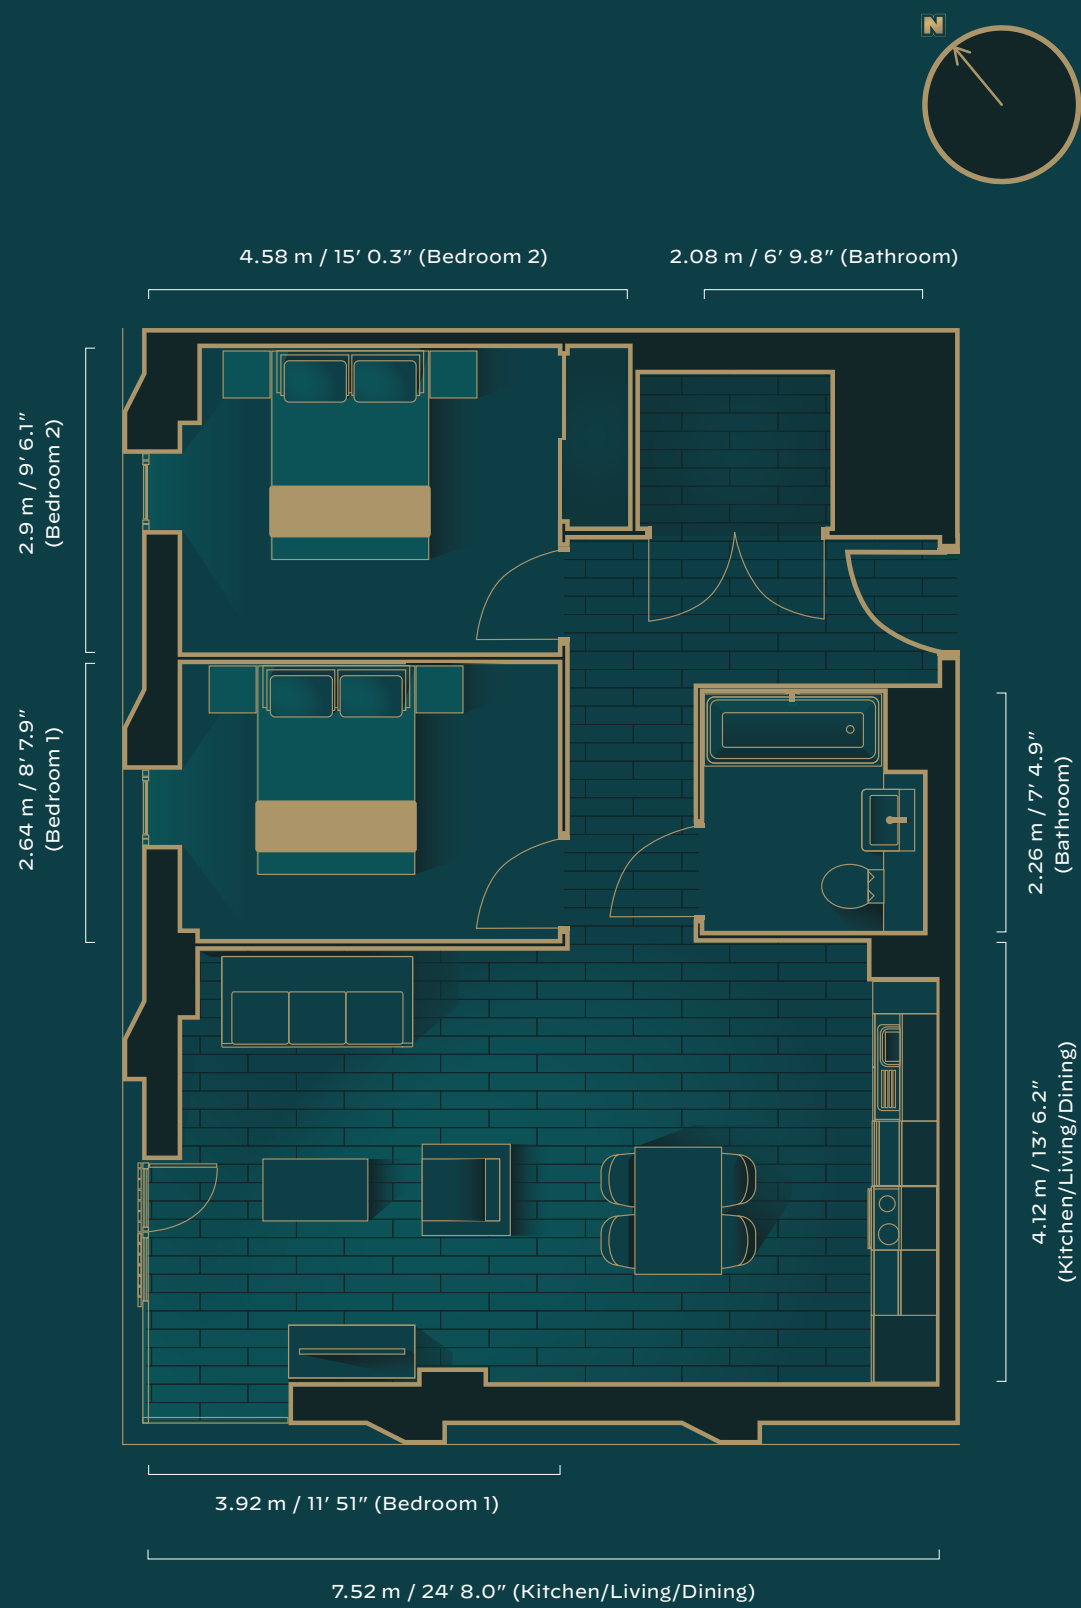 N
4.58 m / 15′ 0.3″ (Bedroom 2)
2.08 m / 6′ 9.8″ (Bathroom)
2.9 m / 9′ 6.1″
(Bedroom 2)
2.64 m / 8′ 7.9″
(Bedroom 1)
2.26 m / 7′ 4.9″
(Bathroom)
4.12 m / 13′ 6.2″
(Kitchen/Living/Dining)
3.92 m / 11′ 51″ (Bedroom 1)
7.52 m / 24′ 8.0″ (Kitchen/Living/Dining)